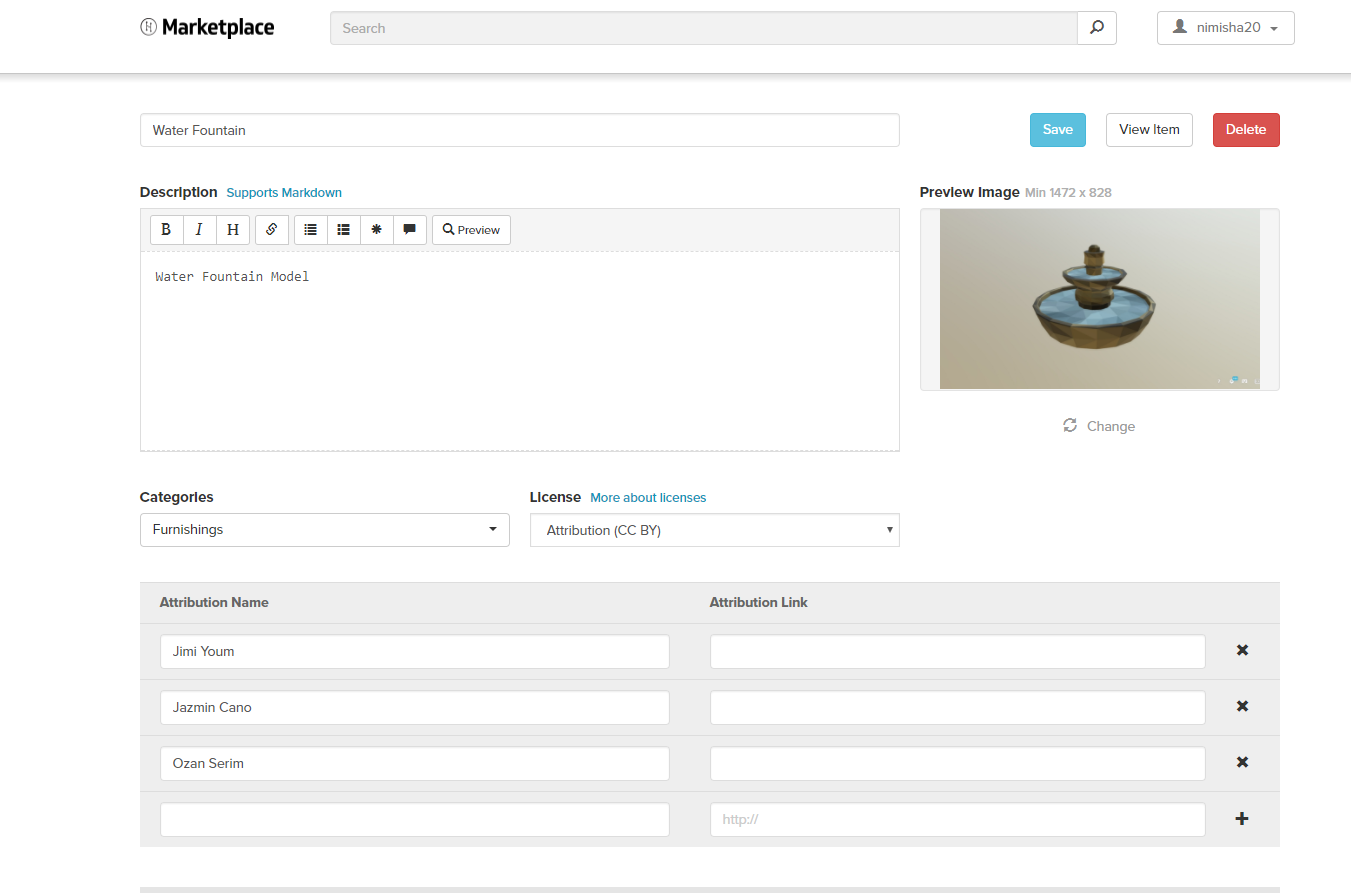 Marketplace
Search
nimisha20
Water Fountain
Save
View Item
Delete
Description Supports Markdown
Preview Image Min 1472 x 828
B I H Preview
Water Fountain Model
Change
Categories
License More about licenses
Furnishings
Attribution (CC BY)
Attribution Name
Attribution Link
Jimi Youm
Jazmin Cano
Ozan Serim
http://